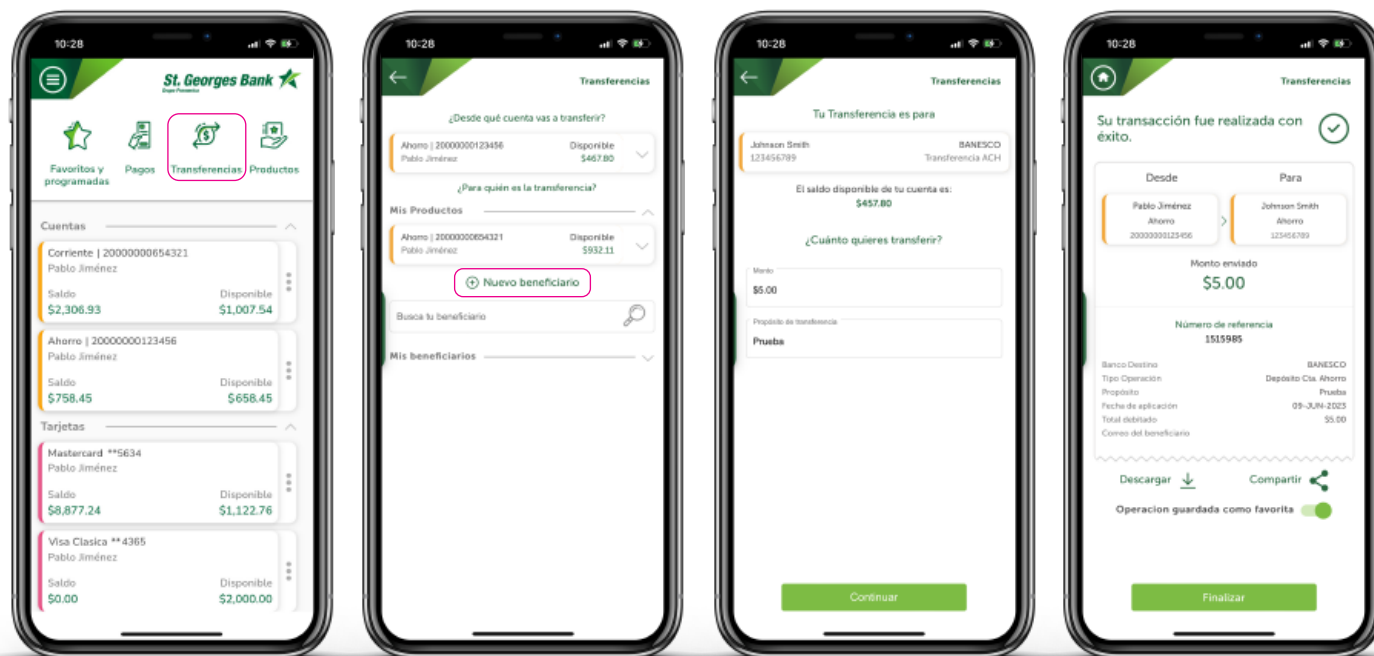 10:28
St. Georges Bank
Grupo Promerica
Favoritos y
programadas
Pagos
Transferencias
Productos
Cuentas
Corriente | 20000000654321
Pablo Jiménez
Saldo Disponible
$2,306.93 $1,007.54
Ahorro | 20000000123456
Pablo Jiménez
Saldo Disponible
$758.45 $658.45
Tarjetas
Mastercard **5634
Pablo Jiménez
Saldo Disponible
$8,877.24 $1,122.76
Visa Clasica **4365
Pablo Jiménez
Saldo Disponible
$0.00 $2,000.00
10:28
Transferencias
¿Desde qué cuenta vas a transferir?
Ahorro | 20000000123456 Disponible
Pablo Jiménez $467.80
¿Para quién es la transferencia?
Mis Productos
Ahorro | 20000000654321 Disponible
Pablo Jiménez $932.11
Nuevo beneficiario
Busca tu beneficiario
Mis beneficiarios
10:28
Transferencias
Tu Transferencia es para
Johnson Smith BANESCO
123456789 Transferencia ACH
El saldo disponible de tu cuenta es:
$457.80
¿Cuánto quieres transferir?
Monto
$5.00
Propósito de transferencia
Prueba
Continuar
10:28
Transferencias
Su transacción fue realizada con
éxito.
Desde Para
Pablo Jiménez Johnson Smith
Ahorro Ahorro
20000000123456 123456789
Monto enviado
$5.00
Número de referencia
1515985
Banco Destino BANESCO
Tipo Operación Depósito Cta. Ahorro
Propósito Prueba
Fecha de aplicación 09-JUN-2023
Total debitado $5.00
Correo del beneficiario
Descargar Compartir
Operacion guardada como favorita
Finalizar